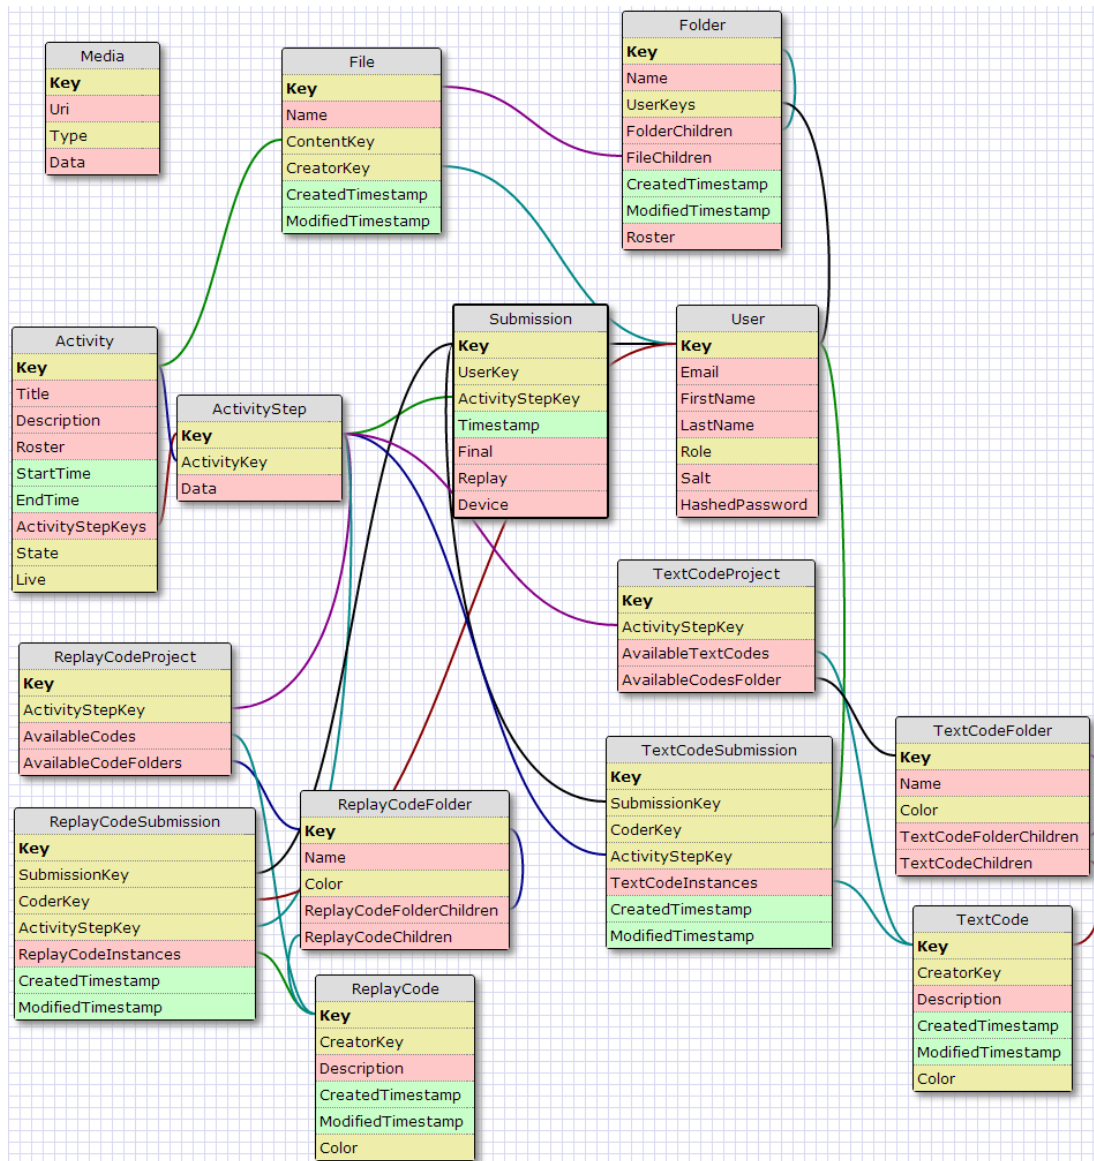 Media
Key
Uri
Type
Data
File
Key
Name
ContentKey
CreatorKey
CreatedTimestamp
ModifiedTimestamp
Folder
Key
Name
UserKeys
FolderChildren
FileChildren
CreatedTimestamp
ModifiedTimestamp
Roster
Activity
Key
Title
Description
Roster
StartTime
EndTime
ActivityStepKeys
State
Live
ActivityStep
Key
ActivityKey
Data
Submission
Key
UserKey
ActivityStepKey
Timestamp
Final
Replay
Device
User
Key
Email
FirstName
LastName
Role
Salt
HashedPassword
TextCodeProject
Key
ActivityStepKey
AvailableTextCodes
AvailableCodesFolder
ReplayCodeProject
Key
ActivityStepKey
AvailableCodes
AvailableCodeFolders
ReplayCodeSubmission
Key
SubmissionKey
CoderKey
ActivityStepKey
ReplayCodeInstances
CreatedTimestamp
ModifiedTimestamp
ReplayCodeFolder
Key
Name
Color
ReplayCodeFolderChildren
ReplayCodeChildren
ReplayCode
Key
CreatorKey
Description
CreatedTimestamp
ModifiedTimestamp
Color
TextCodeSubmission
Key
SubmissionKey
CoderKey
ActivityStepKey
TextCodeInstances
CreatedTimestamp
ModifiedTimestamp
TextCodeFolder
Key
Name
Color
TextCodeFolderChildren
TextCodeChildren
TextCode
Key
CreatorKey
Description
CreatedTimestamp
ModifiedTimestamp
Color